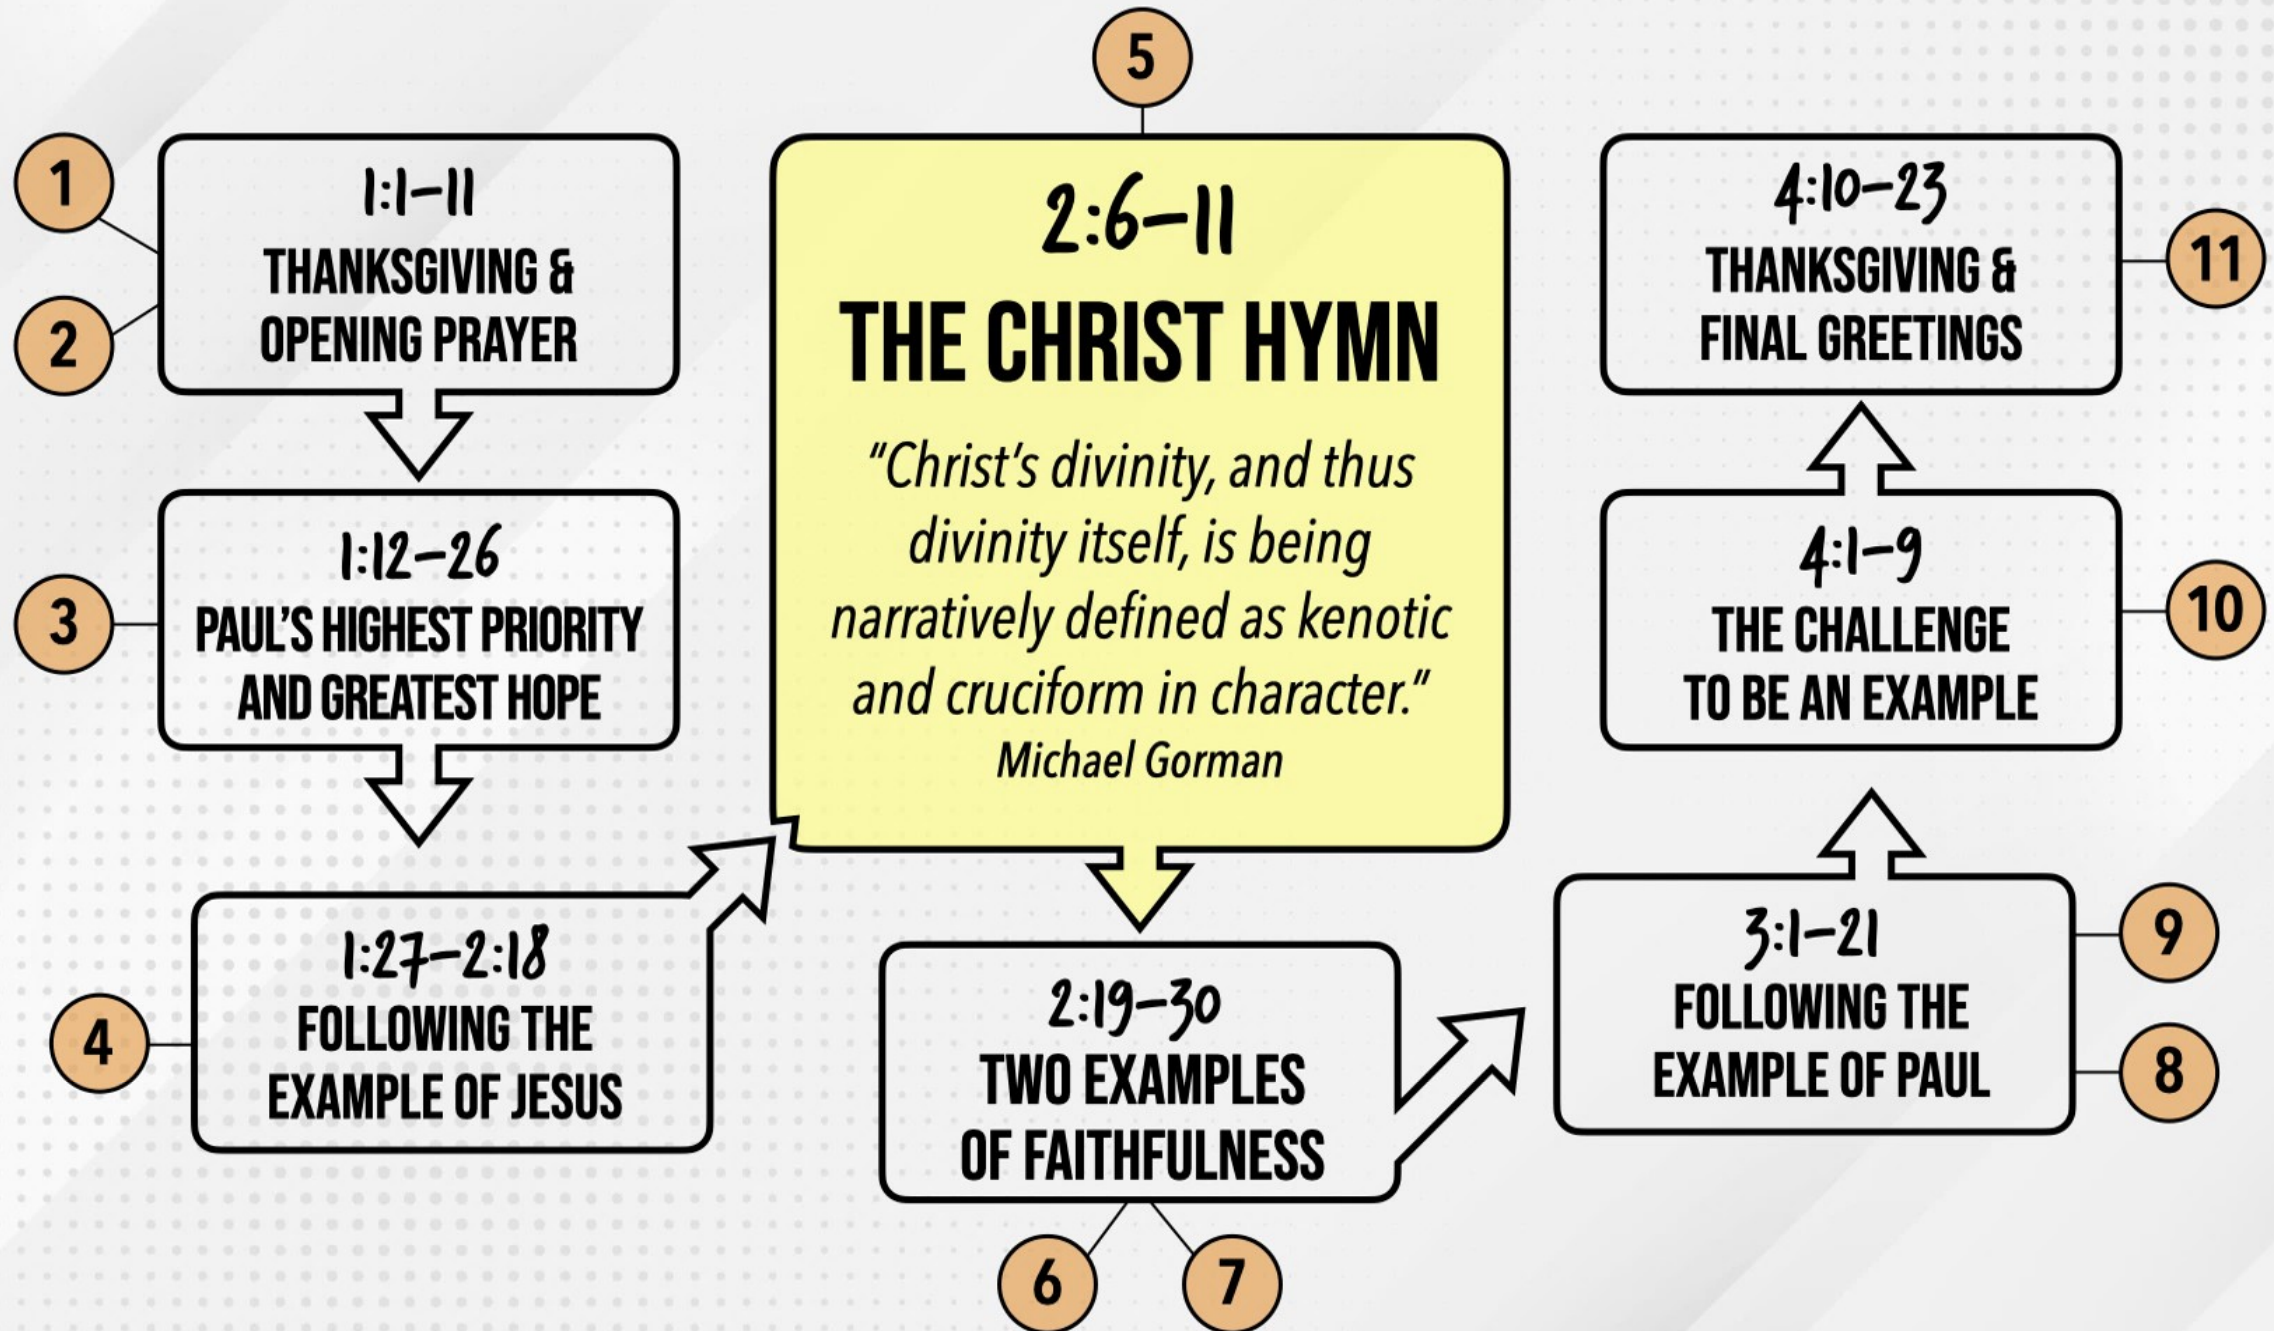 1
2
1:1–11
THANKSGIVING &
OPENING PRAYER
3
1:12–26
PAUL'S HIGHEST PRIORITY
AND GREATEST HOPE
4
1:27–2:18
FOLLOWING THE
EXAMPLE OF JESUS
5
2:6–11
THE CHRIST HYMN
"Christ's divinity, and thus
divinity itself, is being
narratively defined as kenotic
and cruciform in character."
Michael Gorman
2:19–30
TWO EXAMPLES
OF FAITHFULNESS
6
7
3:1–21
FOLLOWING THE
EXAMPLE OF PAUL
8
9
4:1–9
THE CHALLENGE
TO BE AN EXAMPLE
10
4:10–23
THANKSGIVING &
FINAL GREETINGS
11